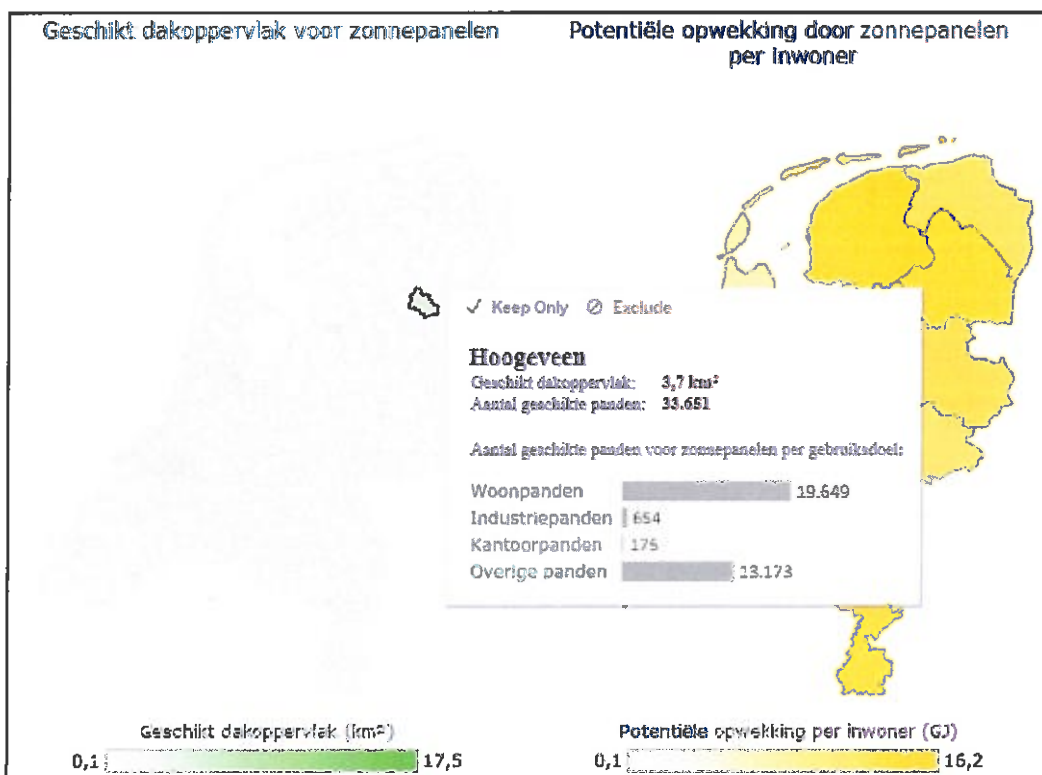 Geschikt dakoppervlak voor zonnepanelen
Potentiële opwekking door zonnepanelen
per inwoner
✓ Keep Only ⊘ Exclude
Hoogeveen
Geschikt dakoppervlak: 3,7 km²
Aantal geschikte panden: 33.651
Aantal geschikte panden voor zonnepanelen per gebruiksdoel:
Woonpanden 19.649
Industriepanden 654
Kantoorpanden 175
Overige panden 13.173
Geschikt dakoppervlak (km²)
0,1 17,5
Potentiële opwekking per inwoner (GJ)
0,1 16,2